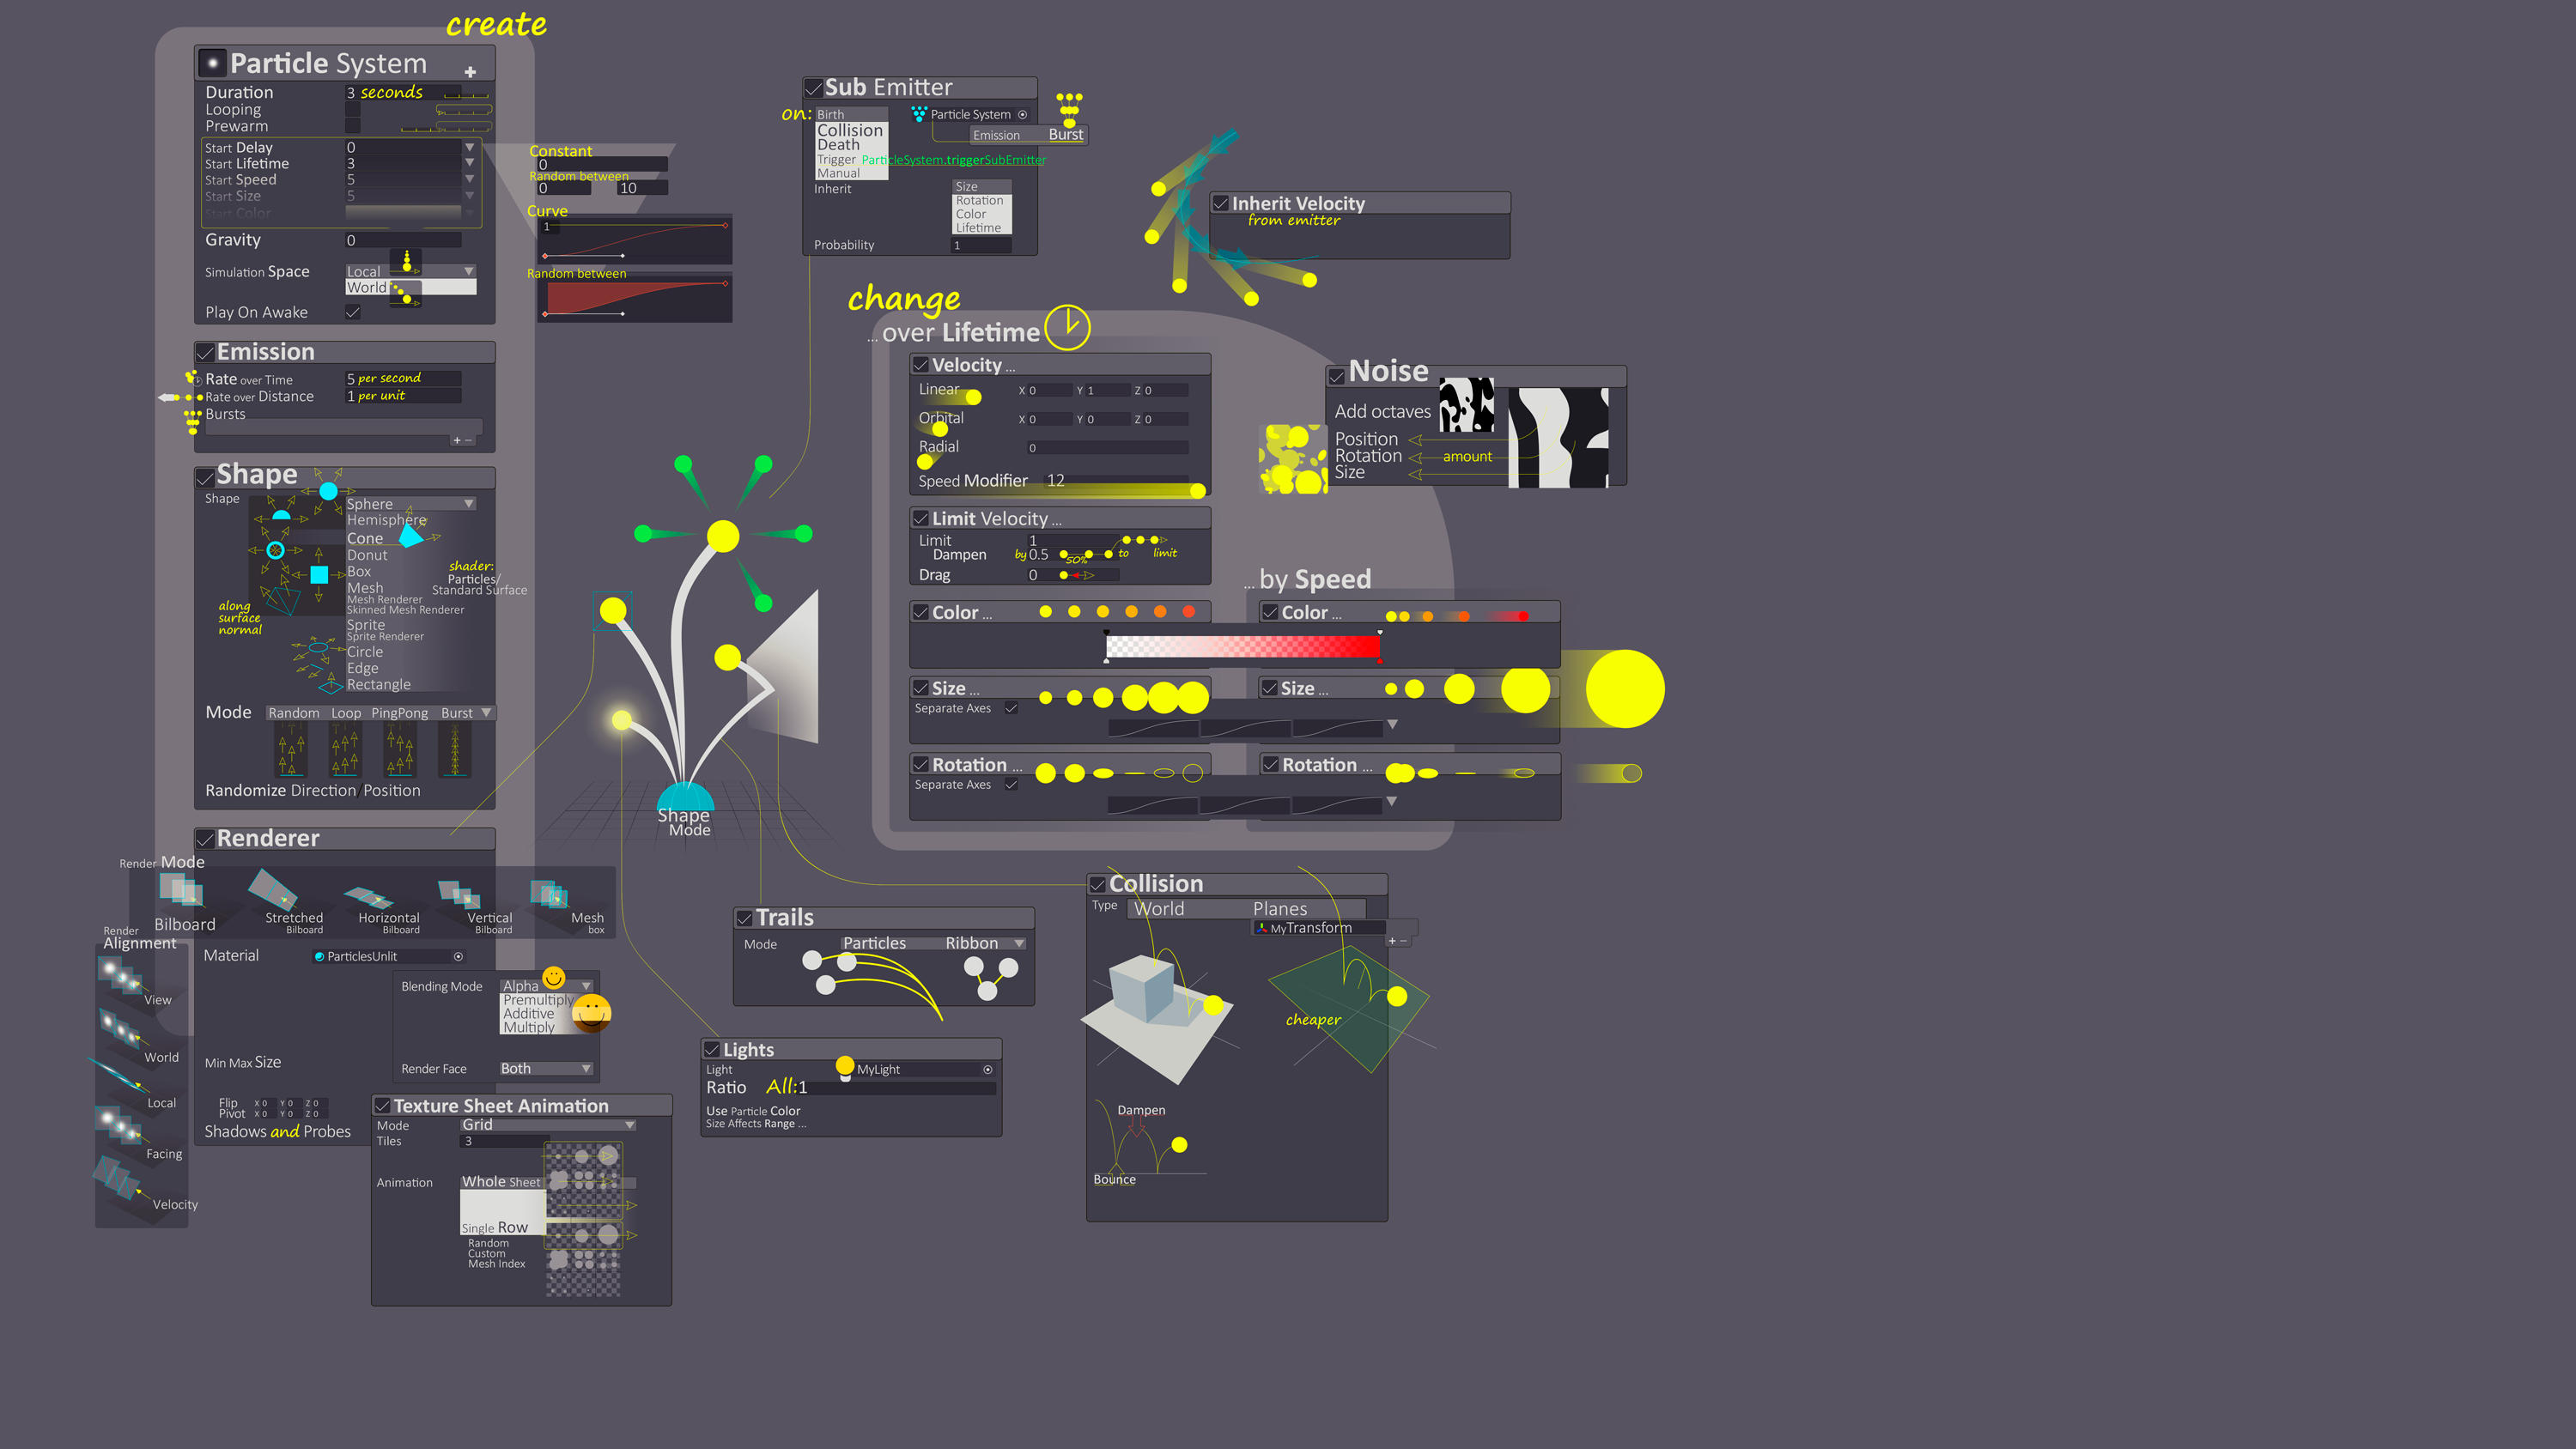 create
Particle System
Duration 3 seconds
Looping
Prewarm
Start Delay 0
Start Lifetime 3
Start Speed 5
Start Size 5
Start Color
Gravity 0
Simulation Space Local
World
Play On Awake
Constant
0
Random between
0 10
Curve
1
Random between
Emission
Rate over Time 5 per second
Rate over Distance 1 per unit
Bursts
+ −
Shape
Shape
Sphere
Hemisphere
Cone
Donut
Box
Mesh
Mesh Renderer
Skinned Mesh Renderer
Sprite
Sprite Renderer
Circle
Edge
Rectangle
shader:
Particles/
Standard Surface
along
surface
normal
Mode Random Loop PingPong Burst
Randomize Direction/Position
Renderer
Render Mode
Bilboard
Stretched
Bilboard
Horizontal
Bilboard
Vertical
Bilboard
Mesh
box
Render
Alignment
View
World
Local
Facing
Velocity
Material ParticlesUnlit
Blending Mode Alpha
Premultiply
Additive
Multiply
Render Face Both
Min Max Size
Flip X 0 Y 0 Z 0
Pivot X 0 Y 0 Z 0
Shadows and Probes
Texture Sheet Animation
Mode Grid
Tiles 3
Animation Whole Sheet
Single Row
Random
Custom
Mesh Index
Sub Emitter
on: Birth
Collision
Death
Trigger
Manual
Particle System
Emission Burst
ParticleSystem.triggerSubEmitter
Inherit Size
Rotation
Color
Lifetime
Probability 1
Inherit Velocity
from emitter
change
... over Lifetime
Velocity ...
Linear X 0 Y 1 Z 0
Orbital X 0 Y 0 Z 0
Radial 0
Speed Modifier 12
Limit Velocity ...
Limit 1
Dampen by 0.5 50% to limit
Drag 0
Color ...
Size ...
Separate Axes
Rotation ...
Separate Axes
... by Speed
Color ...
Size ...
Rotation ...
Noise
Add octaves
Position
Rotation
Size
amount
Shape
Mode
Trails
Mode Particles Ribbon
Lights
Light MyLight
Ratio All:1
Use Particle Color
Size Affects Range ...
Collision
Type World Planes
MyTransform
+ −
cheaper
Dampen
Bounce